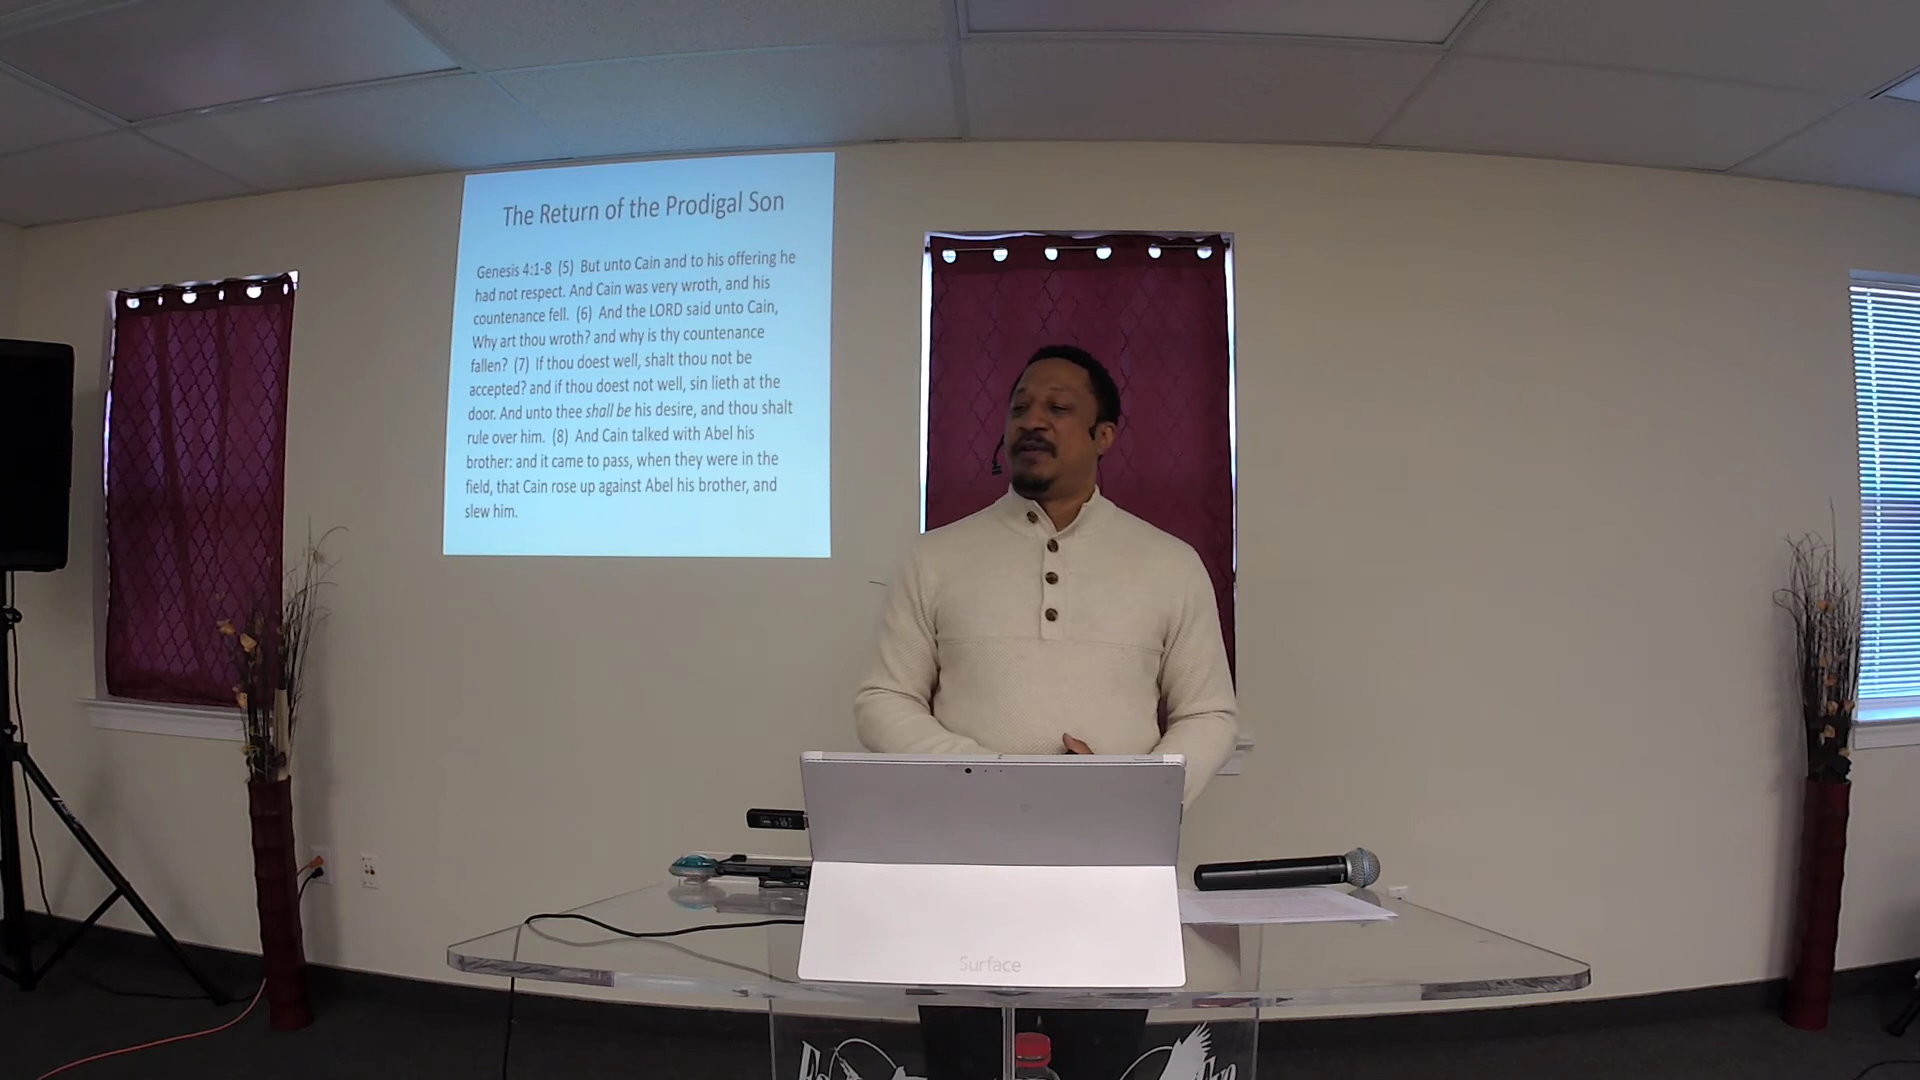 The Return of the Prodigal Son
Genesis 4:1-8 (5) But unto Cain and to his offering he
had not respect. And Cain was very wroth, and his
countenance fell. (6) And the LORD said unto Cain,
Why art thou wroth? and why is thy countenance
fallen? (7) If thou doest well, shalt thou not be
accepted? and if thou doest not well, sin lieth at the
door. And unto thee shall be his desire, and thou shalt
rule over him. (8) And Cain talked with Abel his
brother: and it came to pass, when they were in the
field, that Cain rose up against Abel his brother, and
slew him.
Surface